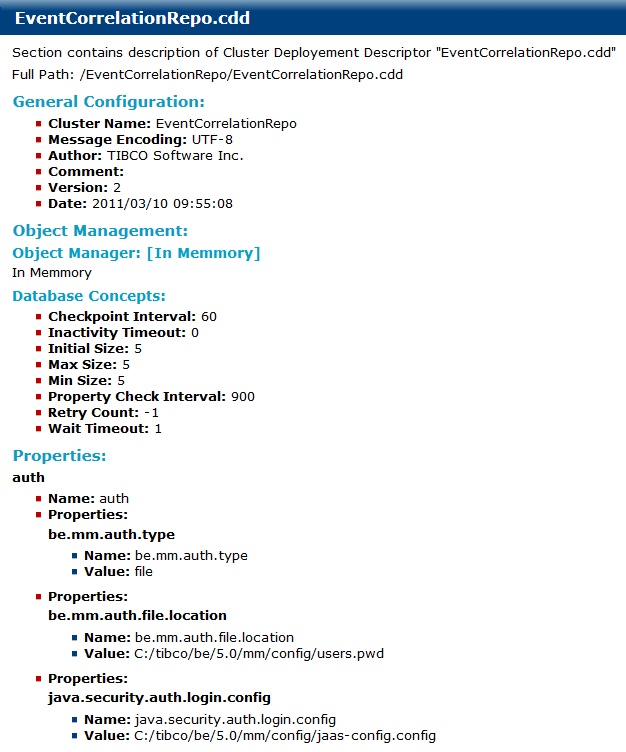 EventCorrelationRepo.cdd
Section contains description of Cluster Deployement Descriptor "EventCorrelationRepo.cdd"
Full Path: /EventCorrelationRepo/EventCorrelationRepo.cdd
General Configuration:
Cluster Name: EventCorrelationRepo
Message Encoding: UTF-8
Author: TIBCO Software Inc.
Comment:
Version: 2
Date: 2011/03/10 09:55:08
Object Management:
Object Manager: [In Memmory]
In Memmory
Database Concepts:
Checkpoint Interval: 60
Inactivity Timeout: 0
Initial Size: 5
Max Size: 5
Min Size: 5
Property Check Interval: 900
Retry Count: -1
Wait Timeout: 1
Properties:
auth
Name: auth
Properties:
be.mm.auth.type
Name: be.mm.auth.type
Value: file
Properties:
be.mm.auth.file.location
Name: be.mm.auth.file.location
Value: C:/tibco/be/5.0/mm/config/users.pwd
Properties:
java.security.auth.login.config
Name: java.security.auth.login.config
Value: C:/tibco/be/5.0/mm/config/jaas-config.config